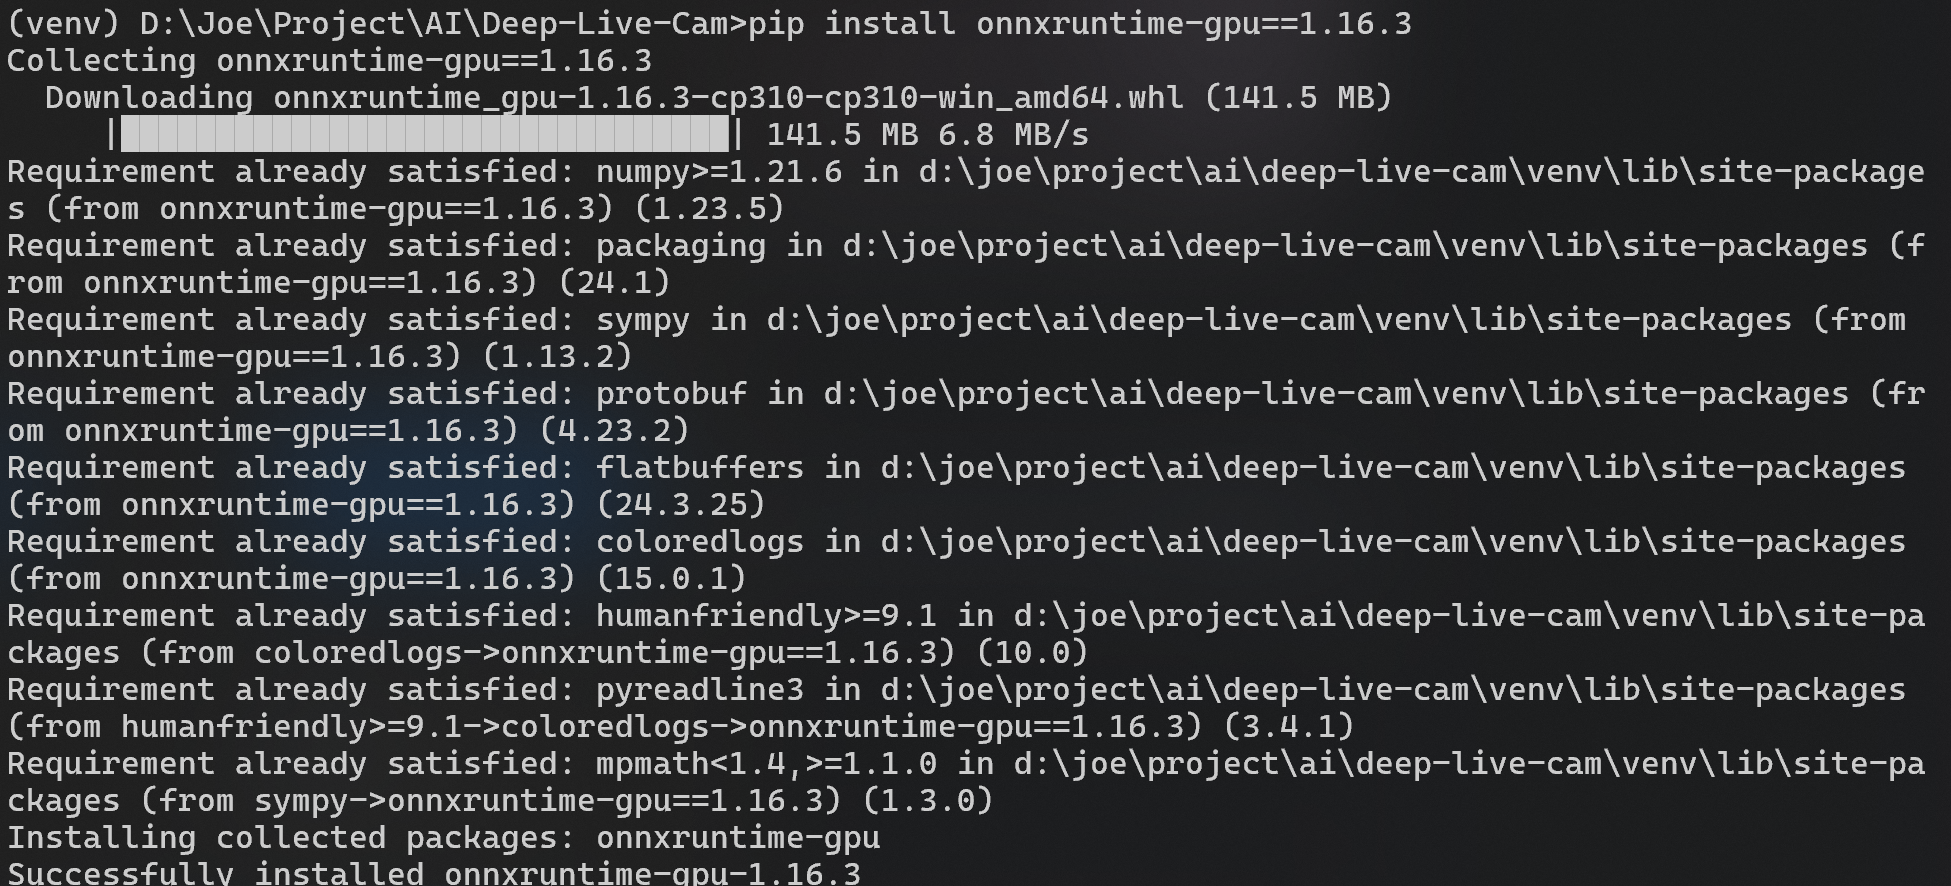 (venv) D:\Joe\Project\AI\Deep-Live-Cam>pip install onnxruntime-gpu==1.16.3
Collecting onnxruntime-gpu==1.16.3
  Downloading onnxruntime_gpu-1.16.3-cp310-cp310-win_amd64.whl (141.5 MB)
     |████████████████████████████████| 141.5 MB 6.8 MB/s
Requirement already satisfied: numpy>=1.21.6 in d:\joe\project\ai\deep-live-cam\venv\lib\site-package
s (from onnxruntime-gpu==1.16.3) (1.23.5)
Requirement already satisfied: packaging in d:\joe\project\ai\deep-live-cam\venv\lib\site-packages (f
rom onnxruntime-gpu==1.16.3) (24.1)
Requirement already satisfied: sympy in d:\joe\project\ai\deep-live-cam\venv\lib\site-packages (from
onnxruntime-gpu==1.16.3) (1.13.2)
Requirement already satisfied: protobuf in d:\joe\project\ai\deep-live-cam\venv\lib\site-packages (fr
om onnxruntime-gpu==1.16.3) (4.23.2)
Requirement already satisfied: flatbuffers in d:\joe\project\ai\deep-live-cam\venv\lib\site-packages
(from onnxruntime-gpu==1.16.3) (24.3.25)
Requirement already satisfied: coloredlogs in d:\joe\project\ai\deep-live-cam\venv\lib\site-packages
(from onnxruntime-gpu==1.16.3) (15.0.1)
Requirement already satisfied: humanfriendly>=9.1 in d:\joe\project\ai\deep-live-cam\venv\lib\site-pa
ckages (from coloredlogs->onnxruntime-gpu==1.16.3) (10.0)
Requirement already satisfied: pyreadline3 in d:\joe\project\ai\deep-live-cam\venv\lib\site-packages
(from humanfriendly>=9.1->coloredlogs->onnxruntime-gpu==1.16.3) (3.4.1)
Requirement already satisfied: mpmath<1.4,>=1.1.0 in d:\joe\project\ai\deep-live-cam\venv\lib\site-pa
ckages (from sympy->onnxruntime-gpu==1.16.3) (1.3.0)
Installing collected packages: onnxruntime-gpu
Successfully installed onnxruntime-gpu-1.16.3